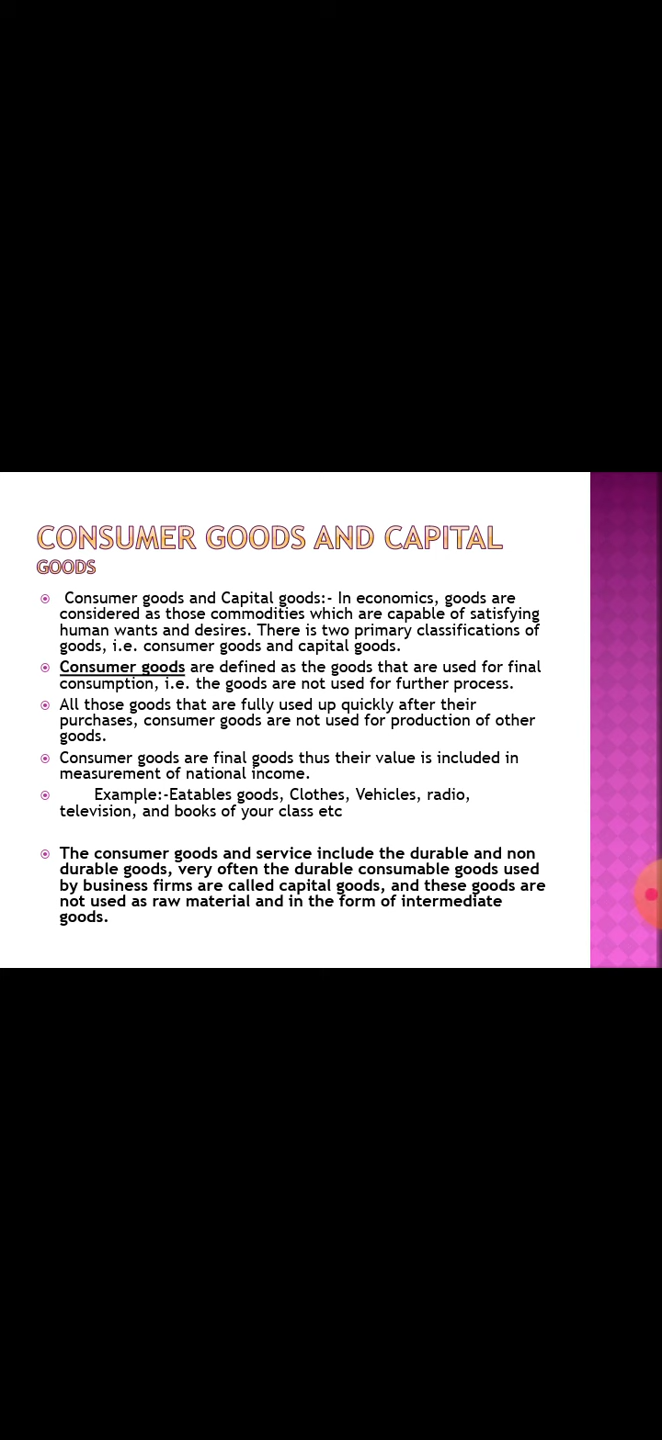 CONSUMER GOODS AND CAPITAL
GOODS
Consumer goods and Capital goods:- In economics, goods are
considered as those commodities which are capable of satisfying
human wants and desires. There is two primary classifications of
goods, i.e. consumer goods and capital goods.
Consumer goods are defined as the goods that are used for final
consumption, i.e. the goods are not used for further process.
All those goods that are fully used up quickly after their
purchases, consumer goods are not used for production of other
goods.
Consumer goods are final goods thus their value is included in
measurement of national income.
Example:-Eatables goods, Clothes, Vehicles, radio,
television, and books of your class etc
The consumer goods and service include the durable and non
durable goods, very often the durable consumable goods used
by business firms are called capital goods, and these goods are
not used as raw material and in the form of intermediate
goods.